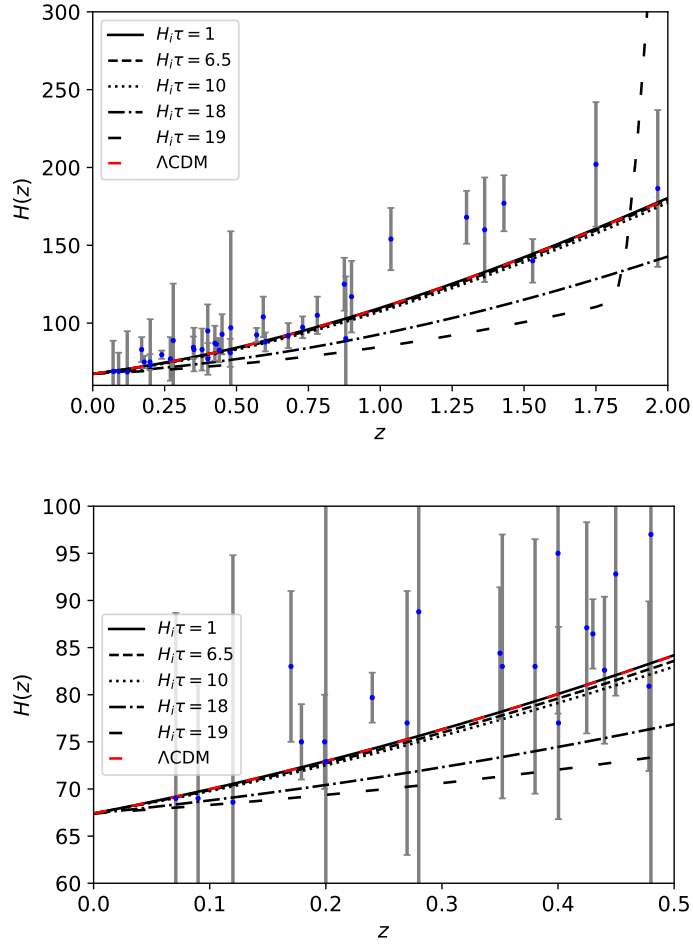 300
250
200
150
100
H(z)
H_iτ = 1
H_iτ = 6.5
H_iτ = 10
H_iτ = 18
H_iτ = 19
ΛCDM
0.00 0.25 0.50 0.75 1.00 1.25 1.50 1.75 2.00
z
100
95
90
85
80
75
70
65
60
H(z)
H_iτ = 1
H_iτ = 6.5
H_iτ = 10
H_iτ = 18
H_iτ = 19
ΛCDM
0.0 0.1 0.2 0.3 0.4 0.5
z